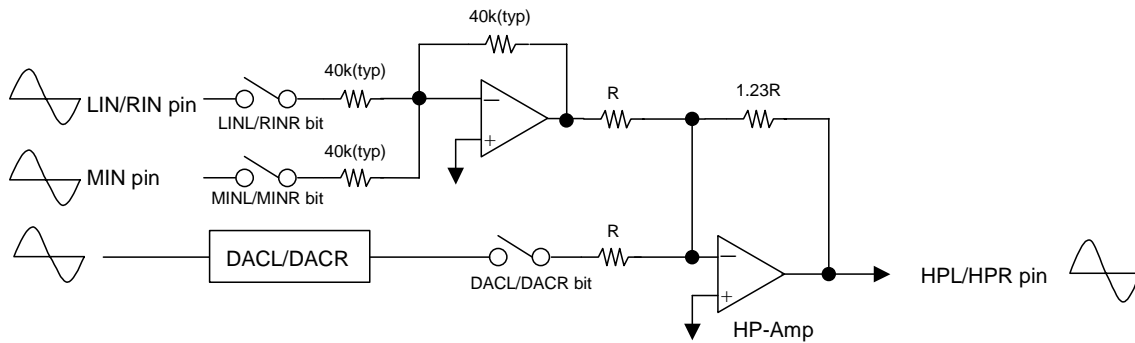 40k(typ)
40k(typ)
LIN/RIN pin
LINL/RINR bit
−
+
R
1.23R
40k(typ)
MIN pin
MINL/MINR bit
DACL/DACR
DACL/DACR bit
R
−
+
HP-Amp
HPL/HPR pin